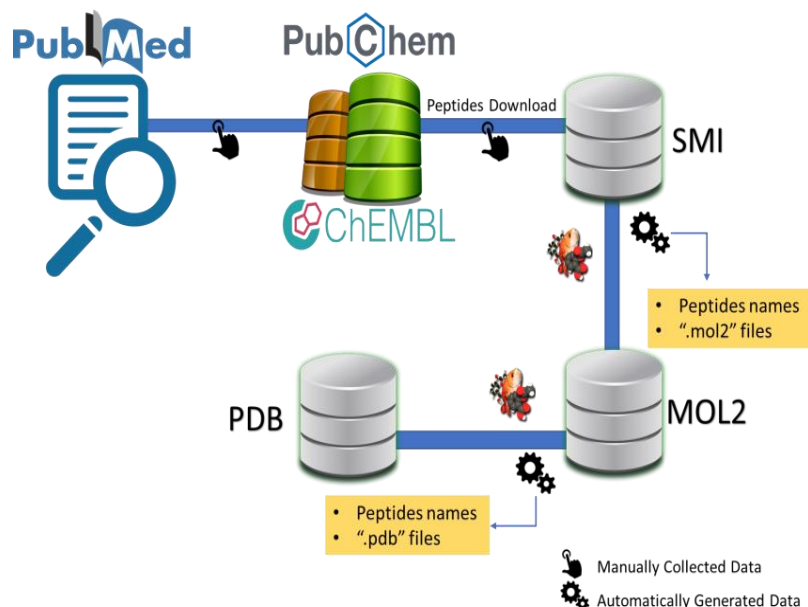 PubMed
PubChem
Peptides Download
SMI
ChEMBL
• Peptides names
• “.mol2” files
PDB
MOL2
• Peptides names
• “.pdb” files
Manually Collected Data
Automatically Generated Data